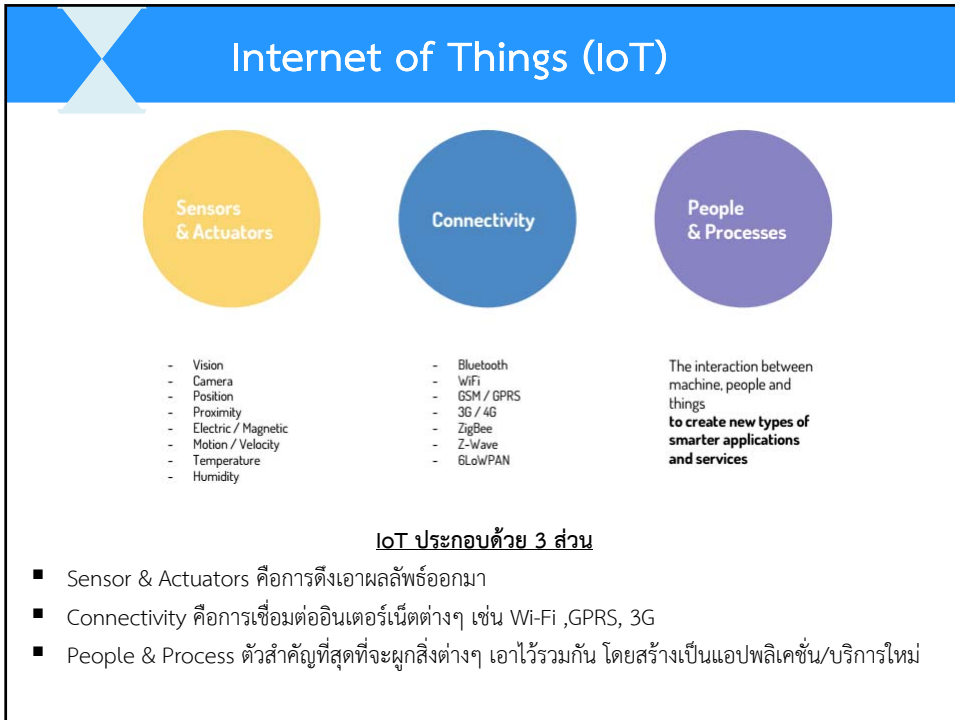 Internet of Things (IoT)
Sensors
& Actuators
Connectivity
People
& Processes
- Vision
- Camera
- Position
- Proximity
- Electric / Magnetic
- Motion / Velocity
- Temperature
- Humidity
- Bluetooth
- WiFi
- GSM / GPRS
- 3G / 4G
- ZigBee
- Z-Wave
- 6LoWPAN
The interaction between
machine, people and
things
to create new types of
smarter applications
and services
IoT ประกอบด้วย 3 ส่วน
▪ Sensor & Actuators คือการดึงเอาผลลัพธ์ออกมา
▪ Connectivity คือการเชื่อมต่ออินเตอร์เน็ตต่างๆ เช่น Wi-Fi ,GPRS, 3G
▪ People & Process ตัวสำคัญที่สุดที่จะผูกสิ่งต่างๆ เอาไว้รวมกัน โดยสร้างเป็นแอปพลิเคชั่น/บริการใหม่